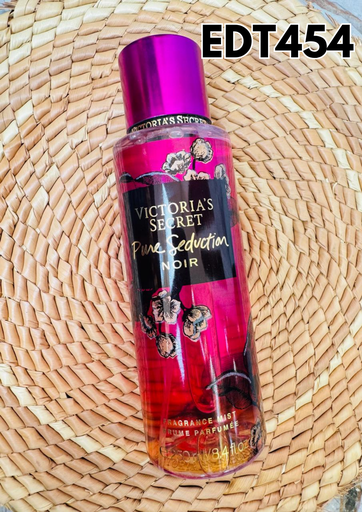 EDT454
VICTORIA'S SECRET
VICTORIA'S
SECRET
Pure Seduction
NOIR
FRAGRANCE MIST
BRUME PARFUMÉE